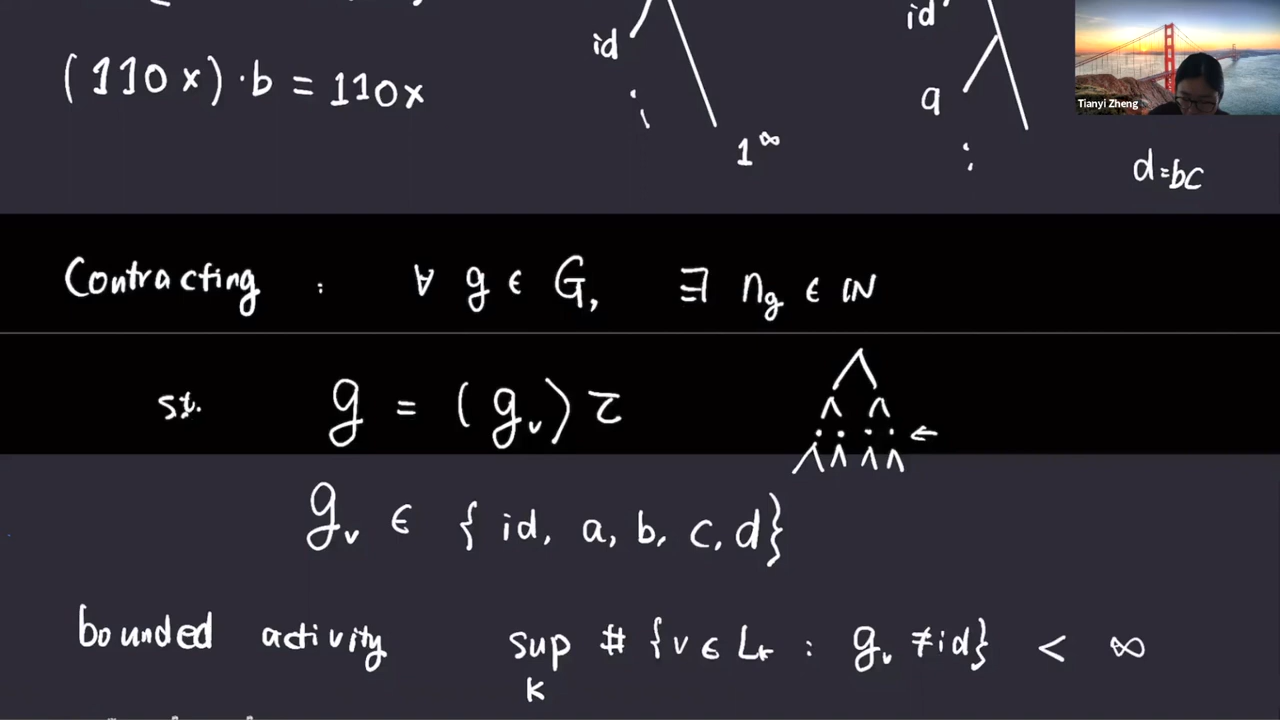 id
Tianyi Zheng
(110x)·b = 110x
id
a
1^∞
d=bc
Contracting : ∀ g ∈ G, ∃ n_g ∈ ℕ
st. g = (g_v) τ
g_v ∈ { id, a, b, c, d}
bounded activity sup_k # {v ∈ L_k : g_v ≠ id} < ∞